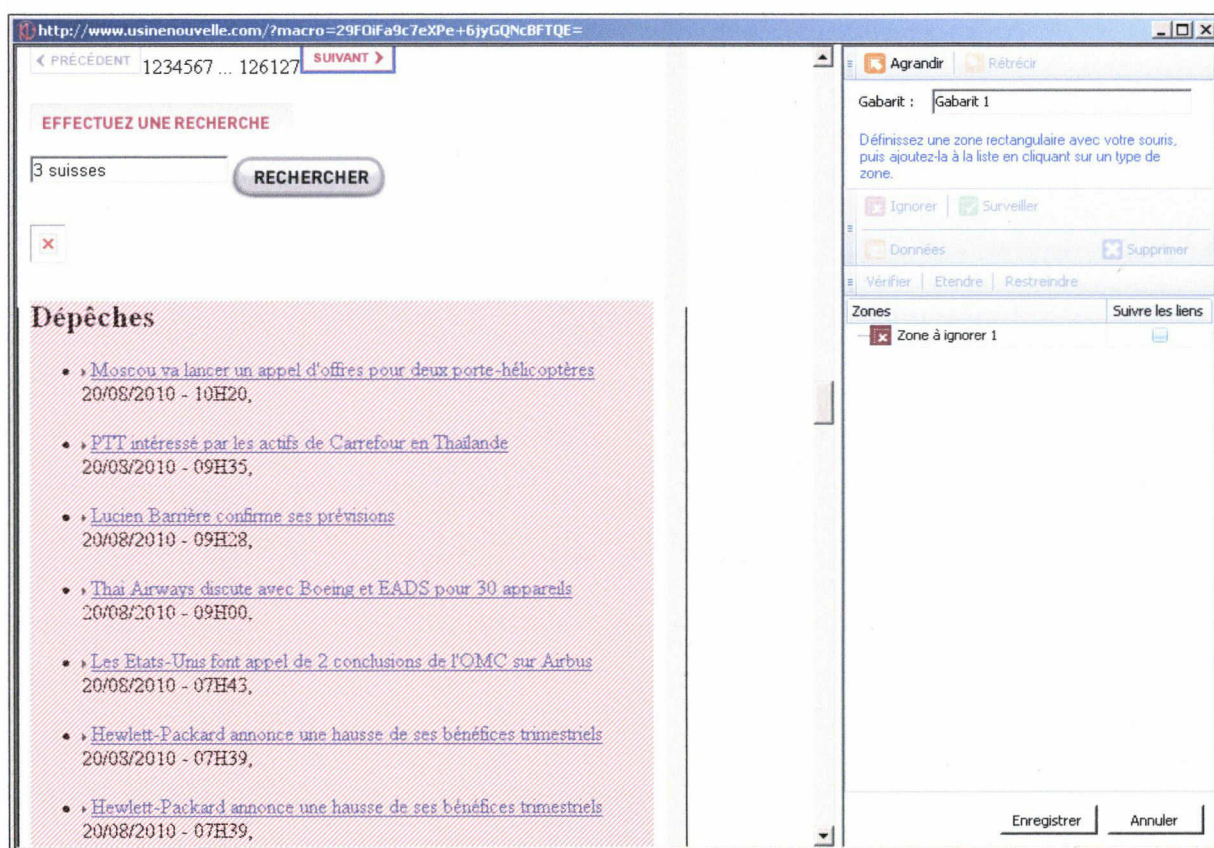 http://www.usinenouvelle.com/?macro=29FOiFa9c7eXPe+6jyGQNcBFTQE=
< PRÉCÉDENT 1234567 ... 126127 SUIVANT >
EFFECTUEZ UNE RECHERCHE
3 suisses RECHERCHER
Dépêches
• › Moscou va lancer un appel d'offres pour deux porte-hélicoptères
20/08/2010 - 10H20,
• › PTT intéressé par les actifs de Carrefour en Thaïlande
20/08/2010 - 09H35,
• › Lucien Barrière confirme ses prévisions
20/08/2010 - 09H28,
• › Thai Airways discute avec Boeing et EADS pour 30 appareils
20/08/2010 - 09H00,
• › Les Etats-Unis font appel de 2 conclusions de l'OMC sur Airbus
20/08/2010 - 07H43,
• › Hewlett-Packard annonce une hausse de ses bénéfices trimestriels
20/08/2010 - 07H39,
• › Hewlett-Packard annonce une hausse de ses bénéfices trimestriels
20/08/2010 - 07H39,
Agrandir Rétrécir
Gabarit : Gabarit 1
Définissez une zone rectangulaire avec votre souris,
puis ajoutez-la à la liste en cliquant sur un type de
zone.
Ignorer Surveiller
Données Supprimer
Vérifier Etendre Restreindre
Zones Suivre les liens
Zone à ignorer 1
Enregistrer Annuler